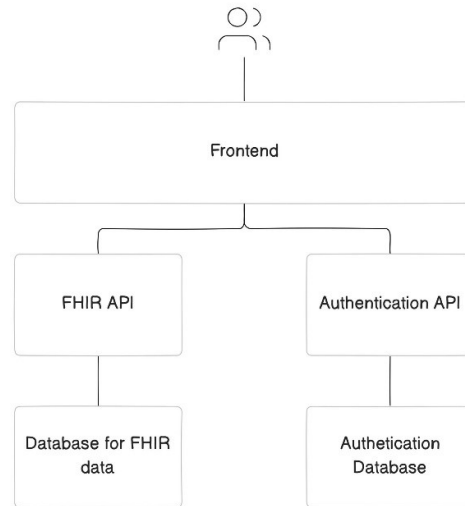 Frontend
FHIR API
Authentication API
Database for FHIR
data
Authetication
Database